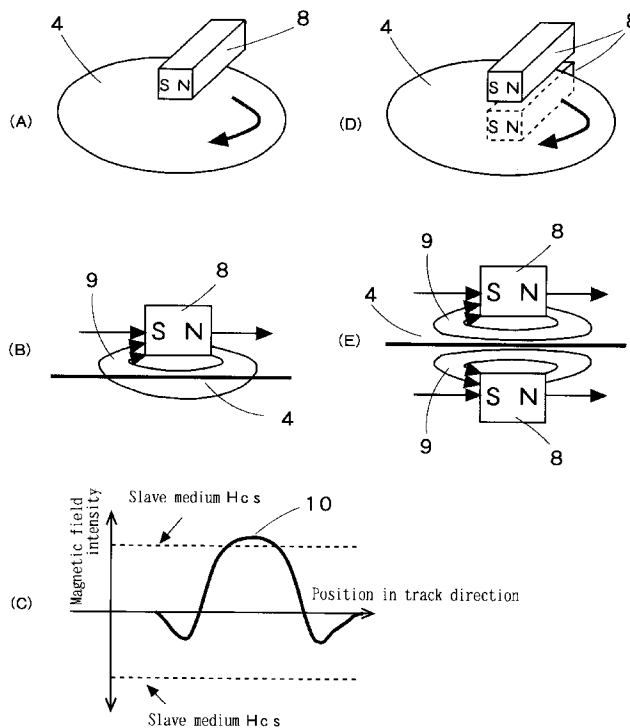 4
8
S N
(A)
4
8
S N
S N
(D)
9
8
S N
(B)
4
9
8
4
S N
(E)
S N
9
8
Magnetic field
intensity
Slave medium Hcs
10
(C)
Position in track direction
Slave medium Hcs